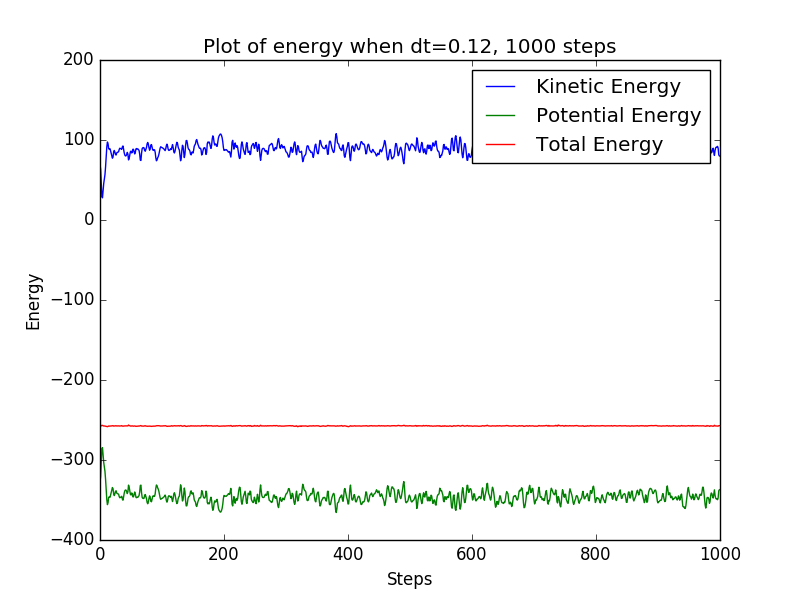 Plot of energy when dt=0.12, 1000 steps
200
100
0
−100
−200
−300
−400
Energy
Kinetic Energy
Potential Energy
Total Energy
0 200 400 600 800 1000
Steps